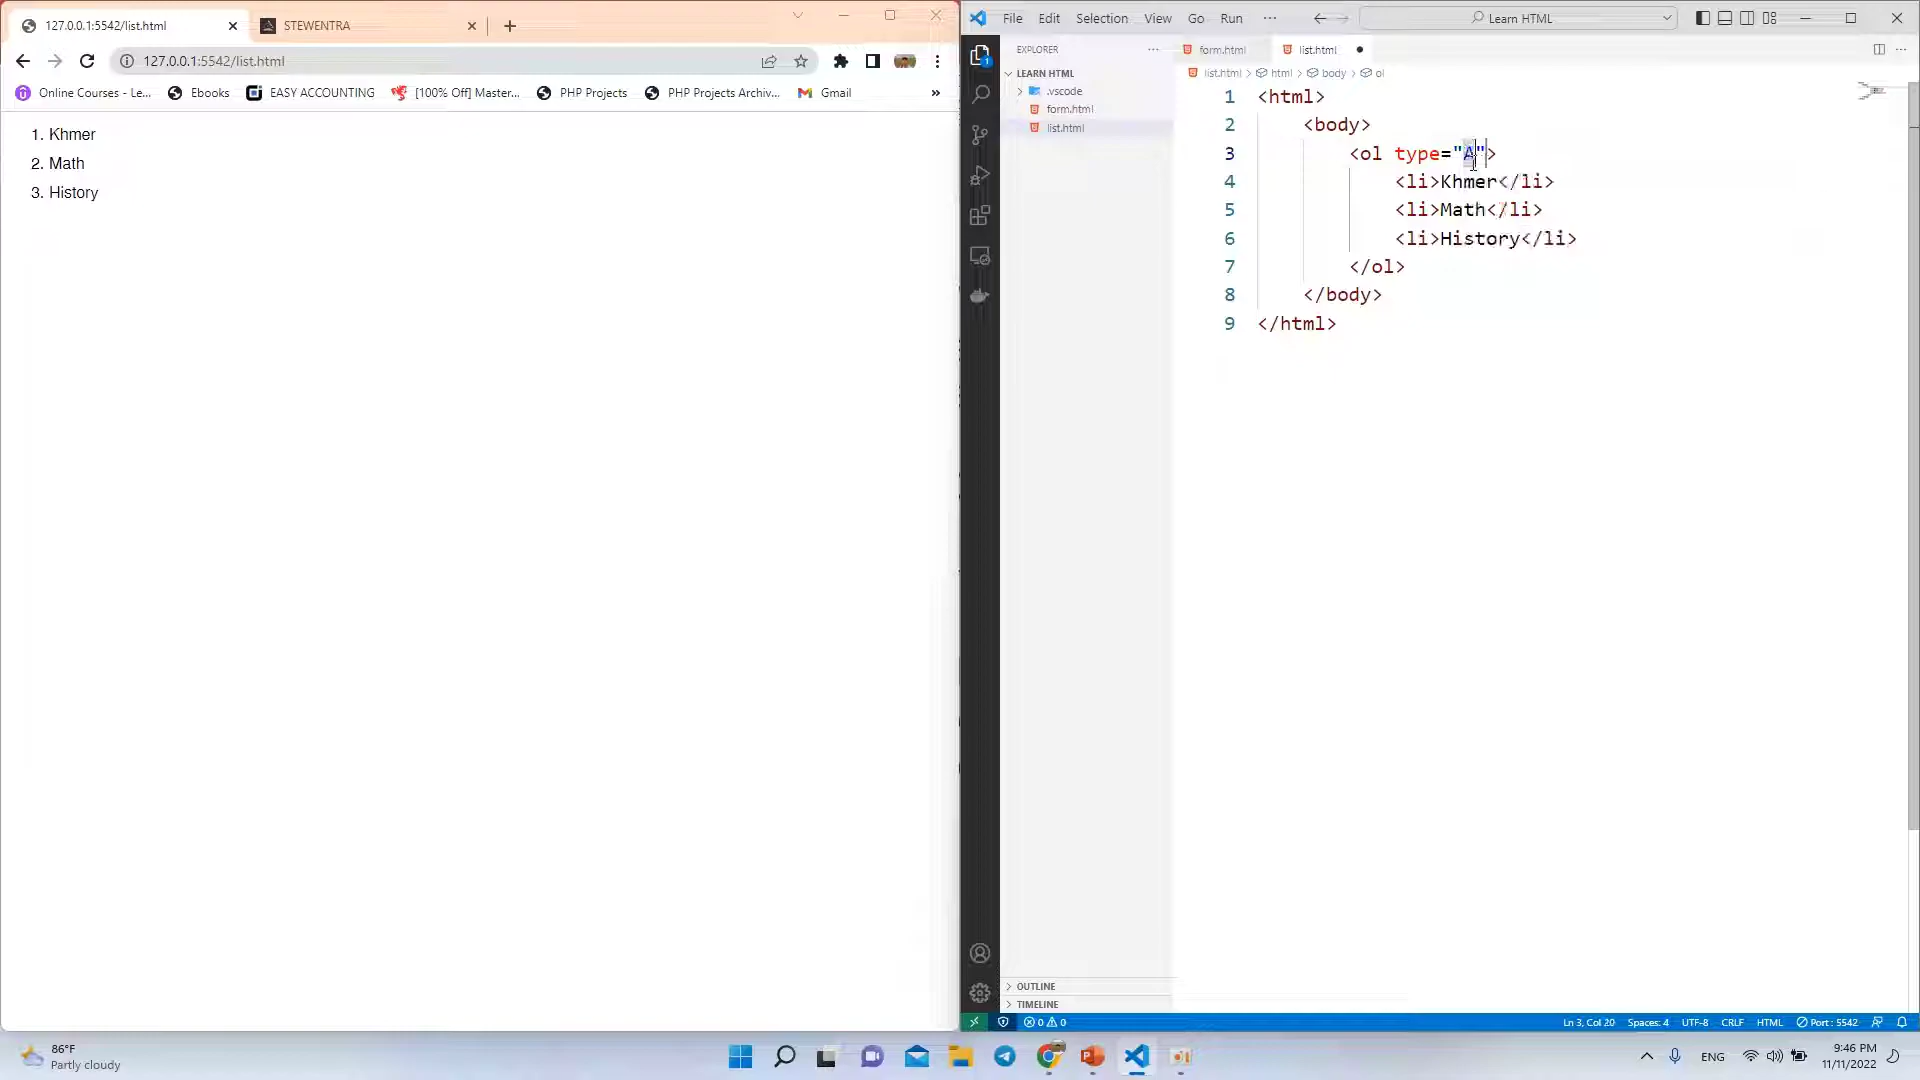 127.0.0.1:5542/list.html
STEWENTRA
127.0.0.1:5542/list.html
Online Courses - Le...
Ebooks
EASY ACCOUNTING
[100% Off] Master...
PHP Projects
PHP Projects Archiv...
Gmail
»
1. Khmer
2. Math
3. History
File Edit Selection View Go Run ···
Learn HTML
EXPLORER
form.html
list.html
LEARN HTML
.vscode
form.html
list.html
list.html > html > body > ol
1 <html>
2 <body>
3 <ol type="A">
4 <li>Khmer</li>
5 <li>Math</li>
6 <li>History</li>
7 </ol>
8 </body>
9 </html>
OUTLINE
TIMELINE
0 0
Ln 3, Col 20
Spaces: 4
UTF-8
CRLF
HTML
Port : 5542
86°F
Partly cloudy
ENG
9:46 PM
11/11/2022